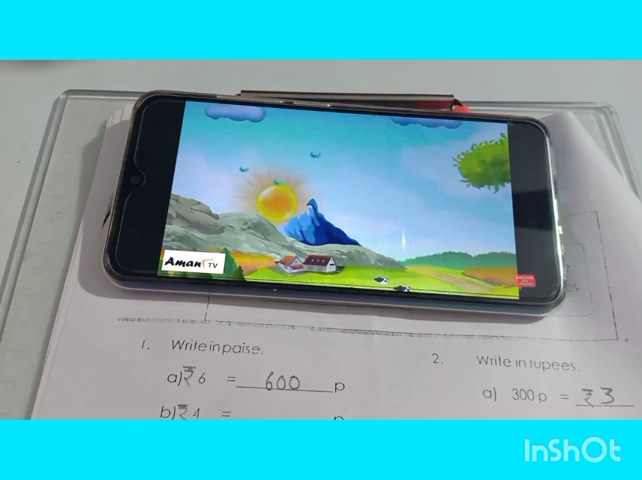 Aman TV
1. Write in paise.
a) ₹ 6 = 600 p
b) ₹ 4 = p
2. Write in rupees.
a) 300 p = ₹ 3
InShOt